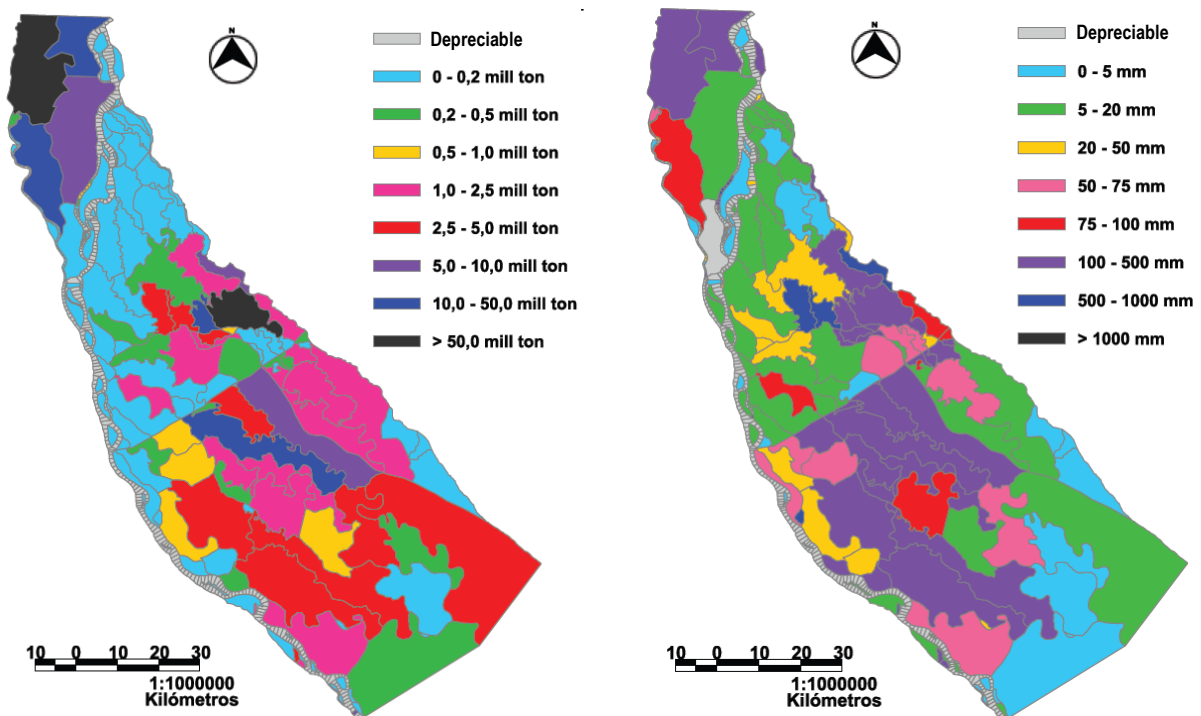 N
Depreciable
0 - 0,2 mill ton
0,2 - 0,5 mill ton
0,5 - 1,0 mill ton
1,0 - 2,5 mill ton
2,5 - 5,0 mill ton
5,0 - 10,0 mill ton
10,0 - 50,0 mill ton
> 50,0 mill ton
10 0 10 20 30
1:1000000
Kilómetros
N
Depreciable
0 - 5 mm
5 - 20 mm
20 - 50 mm
50 - 75 mm
75 - 100 mm
100 - 500 mm
500 - 1000 mm
> 1000 mm
10 0 10 20 30
1:1000000
Kilómetros